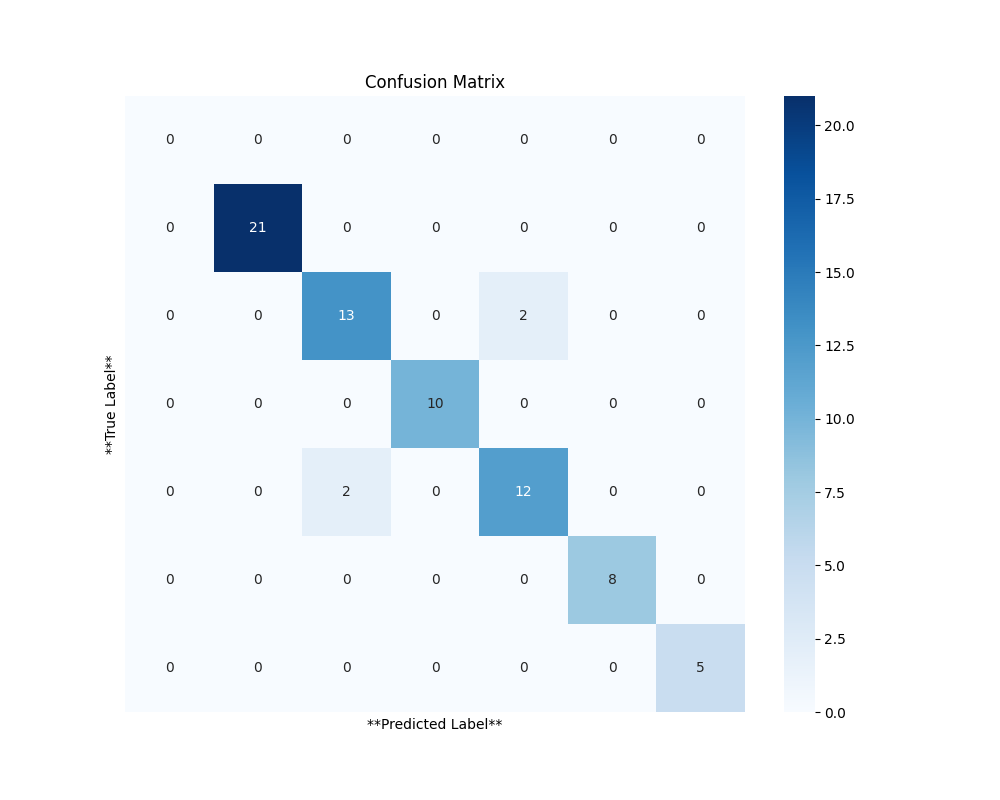 Confusion Matrix
0 0 0 0 0 0 0
0 21 0 0 0 0 0
0 0 13 0 2 0 0
0 0 0 10 0 0 0
0 0 2 0 12 0 0
0 0 0 0 0 8 0
0 0 0 0 0 0 5
**True Label**
**Predicted Label**
20.0
17.5
15.0
12.5
10.0
7.5
5.0
2.5
0.0